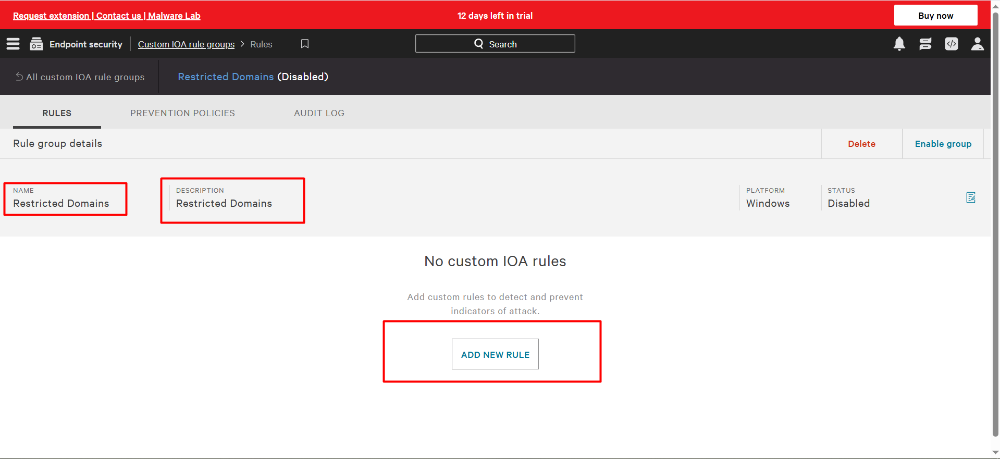 Request extension | Contact us | Malware Lab
12 days left in trial
Buy now
Endpoint security
Custom IOA rule groups > Rules
Search
All custom IOA rule groups
Restricted Domains (Disabled)
RULES
PREVENTION POLICIES
AUDIT LOG
Rule group details
Delete
Enable group
NAME
Restricted Domains
DESCRIPTION
Restricted Domains
PLATFORM
Windows
STATUS
Disabled
No custom IOA rules
Add custom rules to detect and prevent
indicators of attack.
ADD NEW RULE